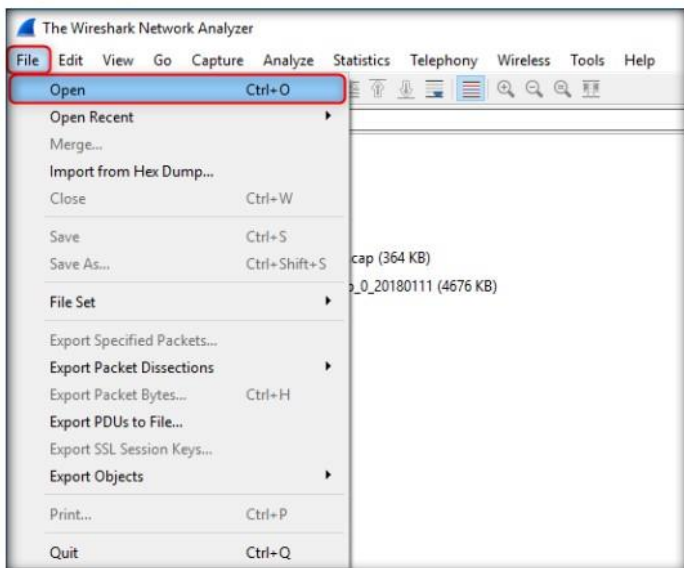 The Wireshark Network Analyzer
File Edit View Go Capture Analyze Statistics Telephony Wireless Tools Help
Open Ctrl+O
Open Recent
Merge...
Import from Hex Dump...
Close Ctrl+W
Save Ctrl+S
Save As... Ctrl+Shift+S
cap (364 KB)
_0_20180111 (4676 KB)
File Set
Export Specified Packets...
Export Packet Dissections
Export Packet Bytes... Ctrl+H
Export PDUs to File...
Export SSL Session Keys...
Export Objects
Print... Ctrl+P
Quit Ctrl+Q